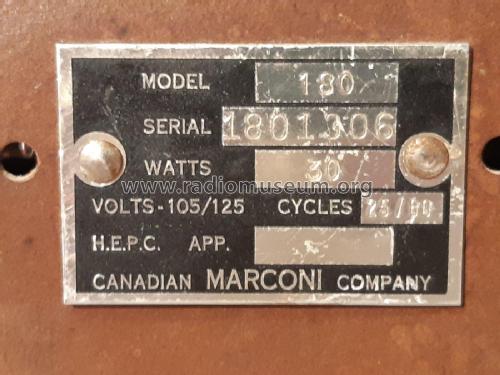 MODEL 180
SERIAL 1801306
WATTS 30
www.radiomuseum.org
VOLTS-105/125 CYCLES 25/60
H.E.P.C. APP.
CANADIAN MARCONI COMPANY